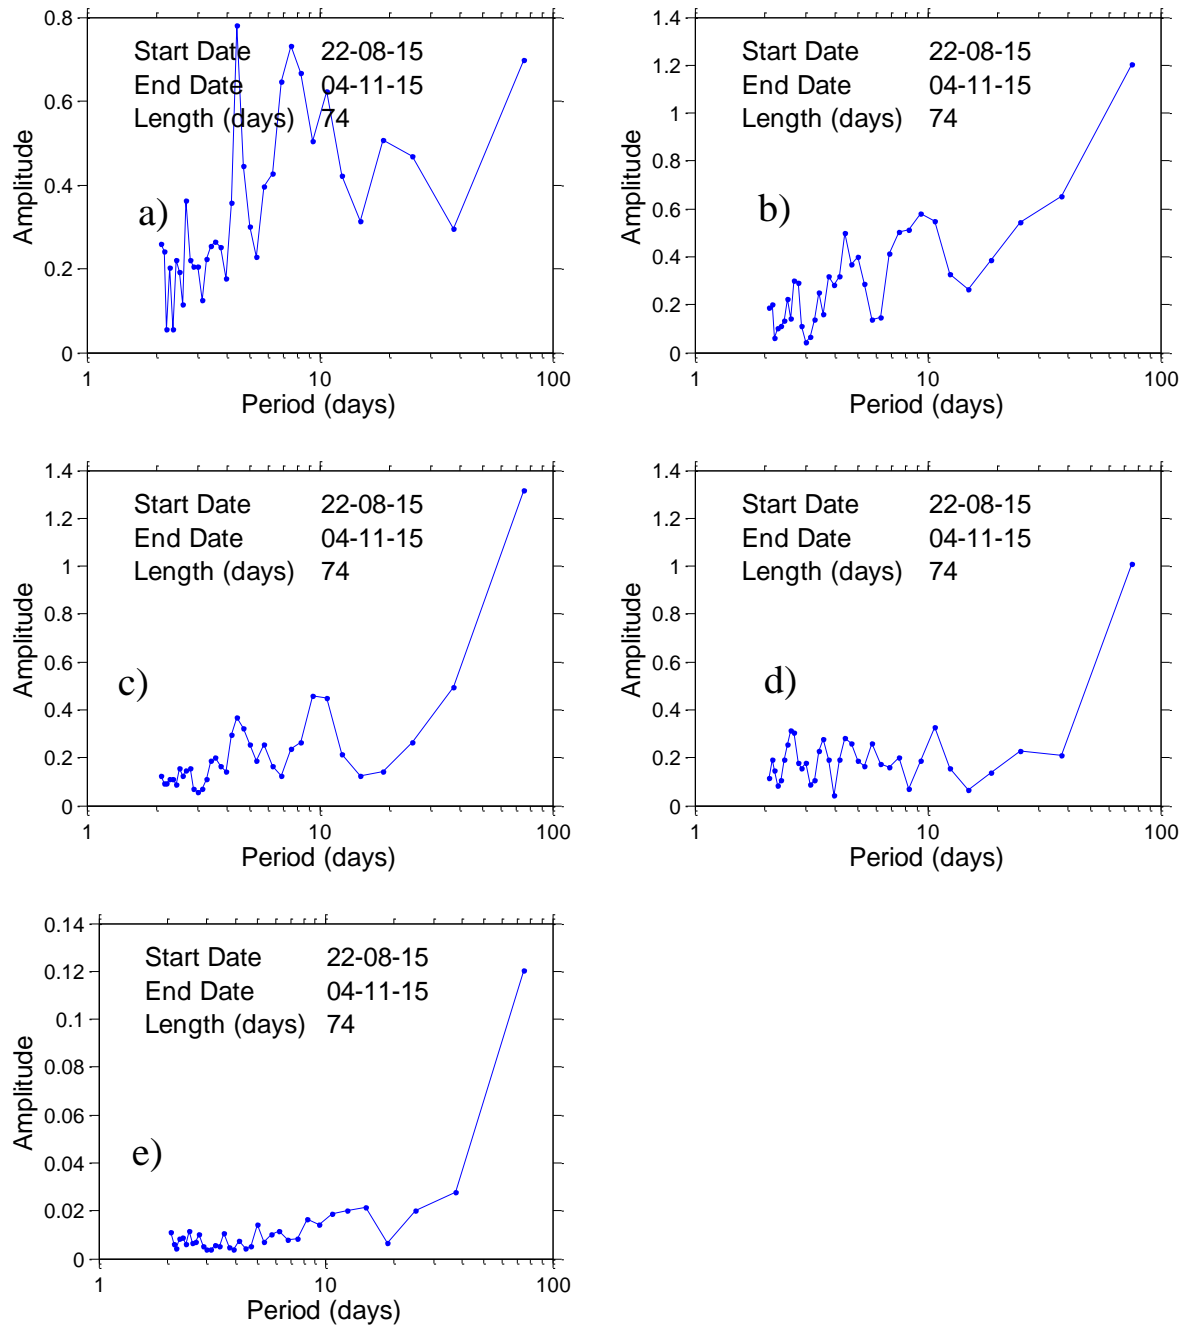 0.8
0.6
0.4
0.2
0
Amplitude
Start Date 22-08-15
End Date 04-11-15
Length (days) 74
a)
1 10 100
Period (days)
1.4
1.2
1
0.8
0.6
0.4
0.2
0
Amplitude
Start Date 22-08-15
End Date 04-11-15
Length (days) 74
b)
1 10 100
Period (days)
1.4
1.2
1
0.8
0.6
0.4
0.2
0
Amplitude
Start Date 22-08-15
End Date 04-11-15
Length (days) 74
c)
1 10 100
Period (days)
1.4
1.2
1
0.8
0.6
0.4
0.2
0
Amplitude
Start Date 22-08-15
End Date 04-11-15
Length (days) 74
d)
1 10 100
Period (days)
0.14
0.12
0.1
0.08
0.06
0.04
0.02
0
Amplitude
Start Date 22-08-15
End Date 04-11-15
Length (days) 74
e)
1 10 100
Period (days)